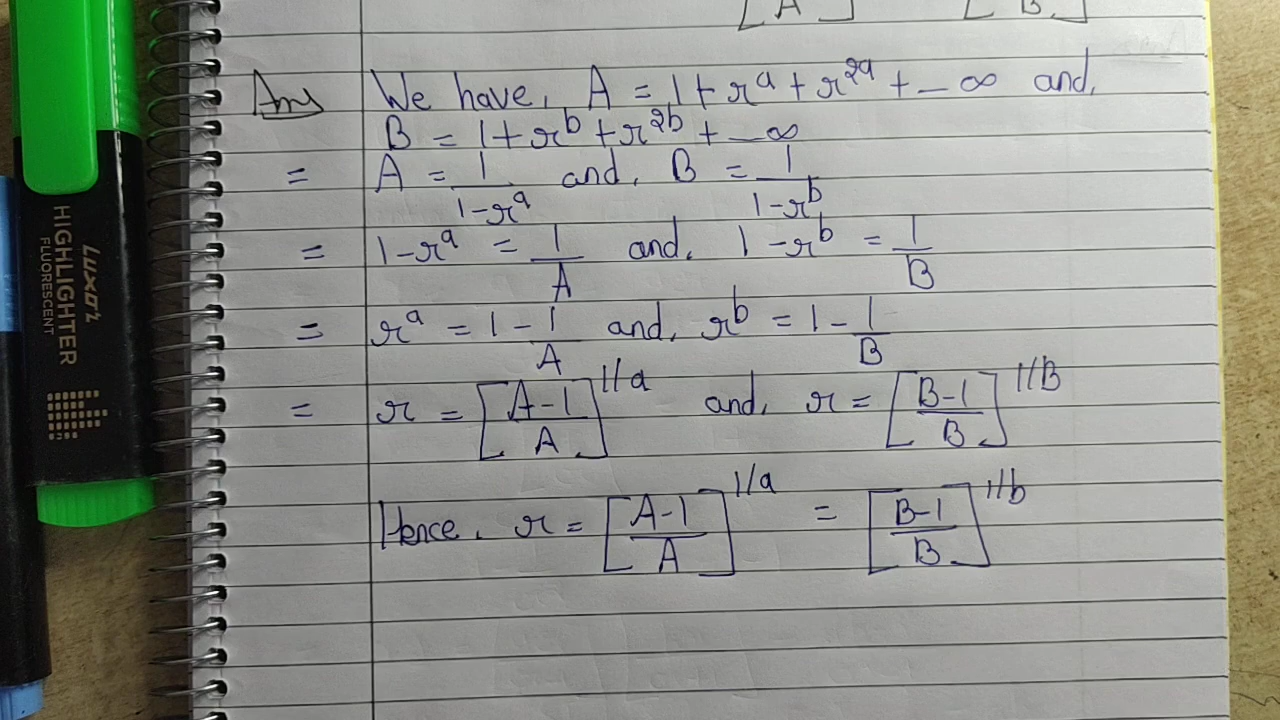 [A] [B]
Ans We have, A = 1 + r^a + r^2a + - ∞ and,
B = 1 + r^b + r^2b + - ∞
= A = 1/(1-r^a) and, B = 1/(1-r^b)
= 1-r^a = 1/A and, 1-r^b = 1/B
= r^a = 1 - 1/A and, r^b = 1 - 1/B
= r = [(A-1)/A]^1/a and, r = [(B-1)/B]^1/B
Hence, r = [(A-1)/A]^1/a = [(B-1)/B]^1/b
Luxor
HIGHLIGHTER
FLUORESCENT